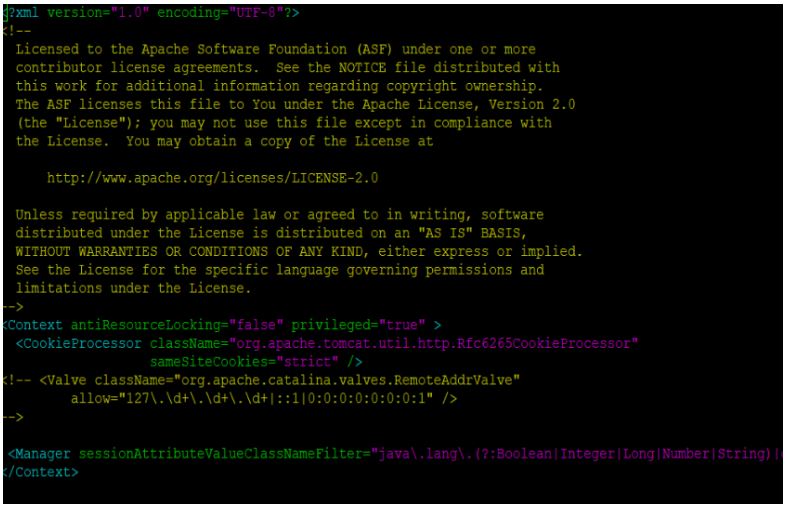 <?xml version="1.0" encoding="UTF-8"?>
<!--
  Licensed to the Apache Software Foundation (ASF) under one or more
  contributor license agreements.  See the NOTICE file distributed with
  this work for additional information regarding copyright ownership.
  The ASF licenses this file to You under the Apache License, Version 2.0
  (the "License"); you may not use this file except in compliance with
  the License.  You may obtain a copy of the License at

      http://www.apache.org/licenses/LICENSE-2.0

  Unless required by applicable law or agreed to in writing, software
  distributed under the License is distributed on an "AS IS" BASIS,
  WITHOUT WARRANTIES OR CONDITIONS OF ANY KIND, either express or implied.
  See the License for the specific language governing permissions and
  limitations under the License.
-->
<Context antiResourceLocking="false" privileged="true" >
  <CookieProcessor className="org.apache.tomcat.util.http.Rfc6265CookieProcessor"
                   sameSiteCookies="strict" />
<!-- <Valve className="org.apache.catalina.valves.RemoteAddrValve"
         allow="127\.\d+\.\d+\.\d+|::1|0:0:0:0:0:0:0:1" />
-->

 <Manager sessionAttributeValueClassNameFilter="java\.lang\.(?:Boolean|Integer|Long|Number|String)|
</Context>